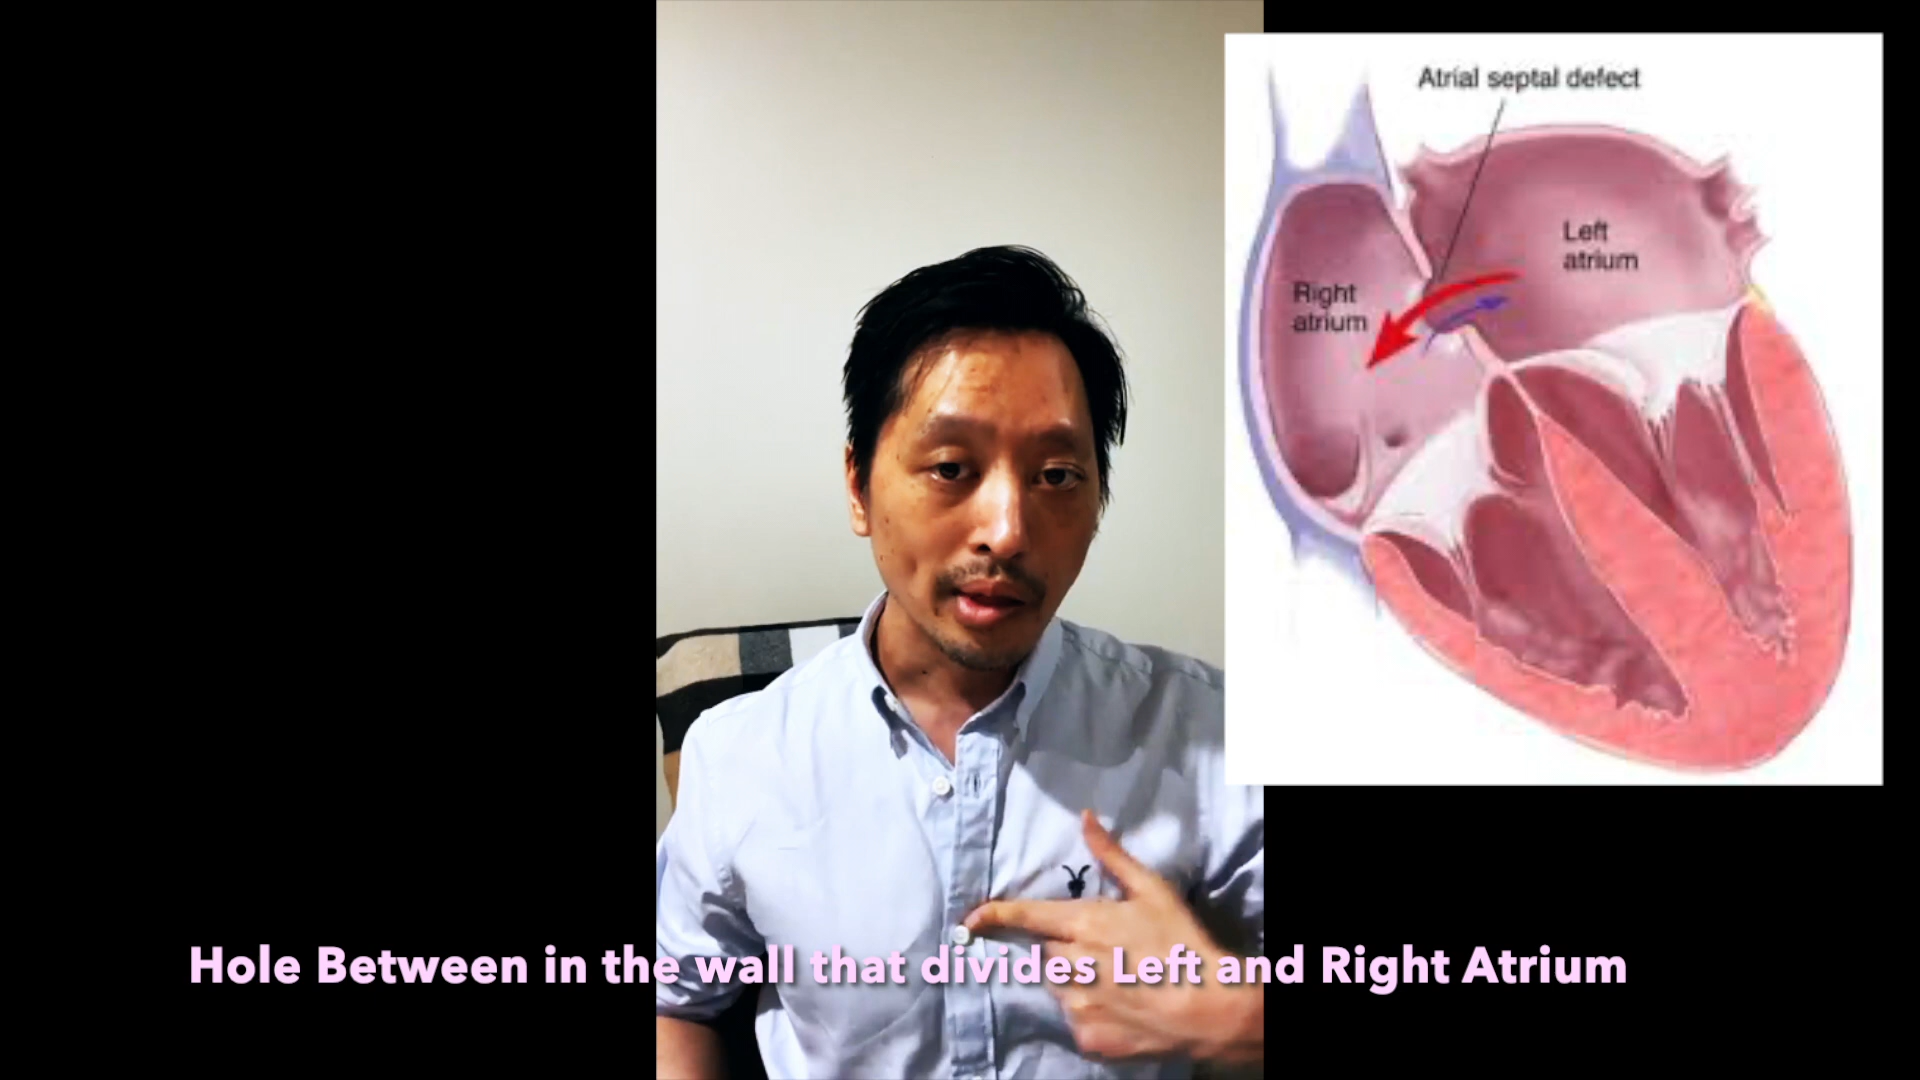 Atrial septal defect
Left
atrium
Right
atrium
Hole Between in the wall that divides Left and Right Atrium